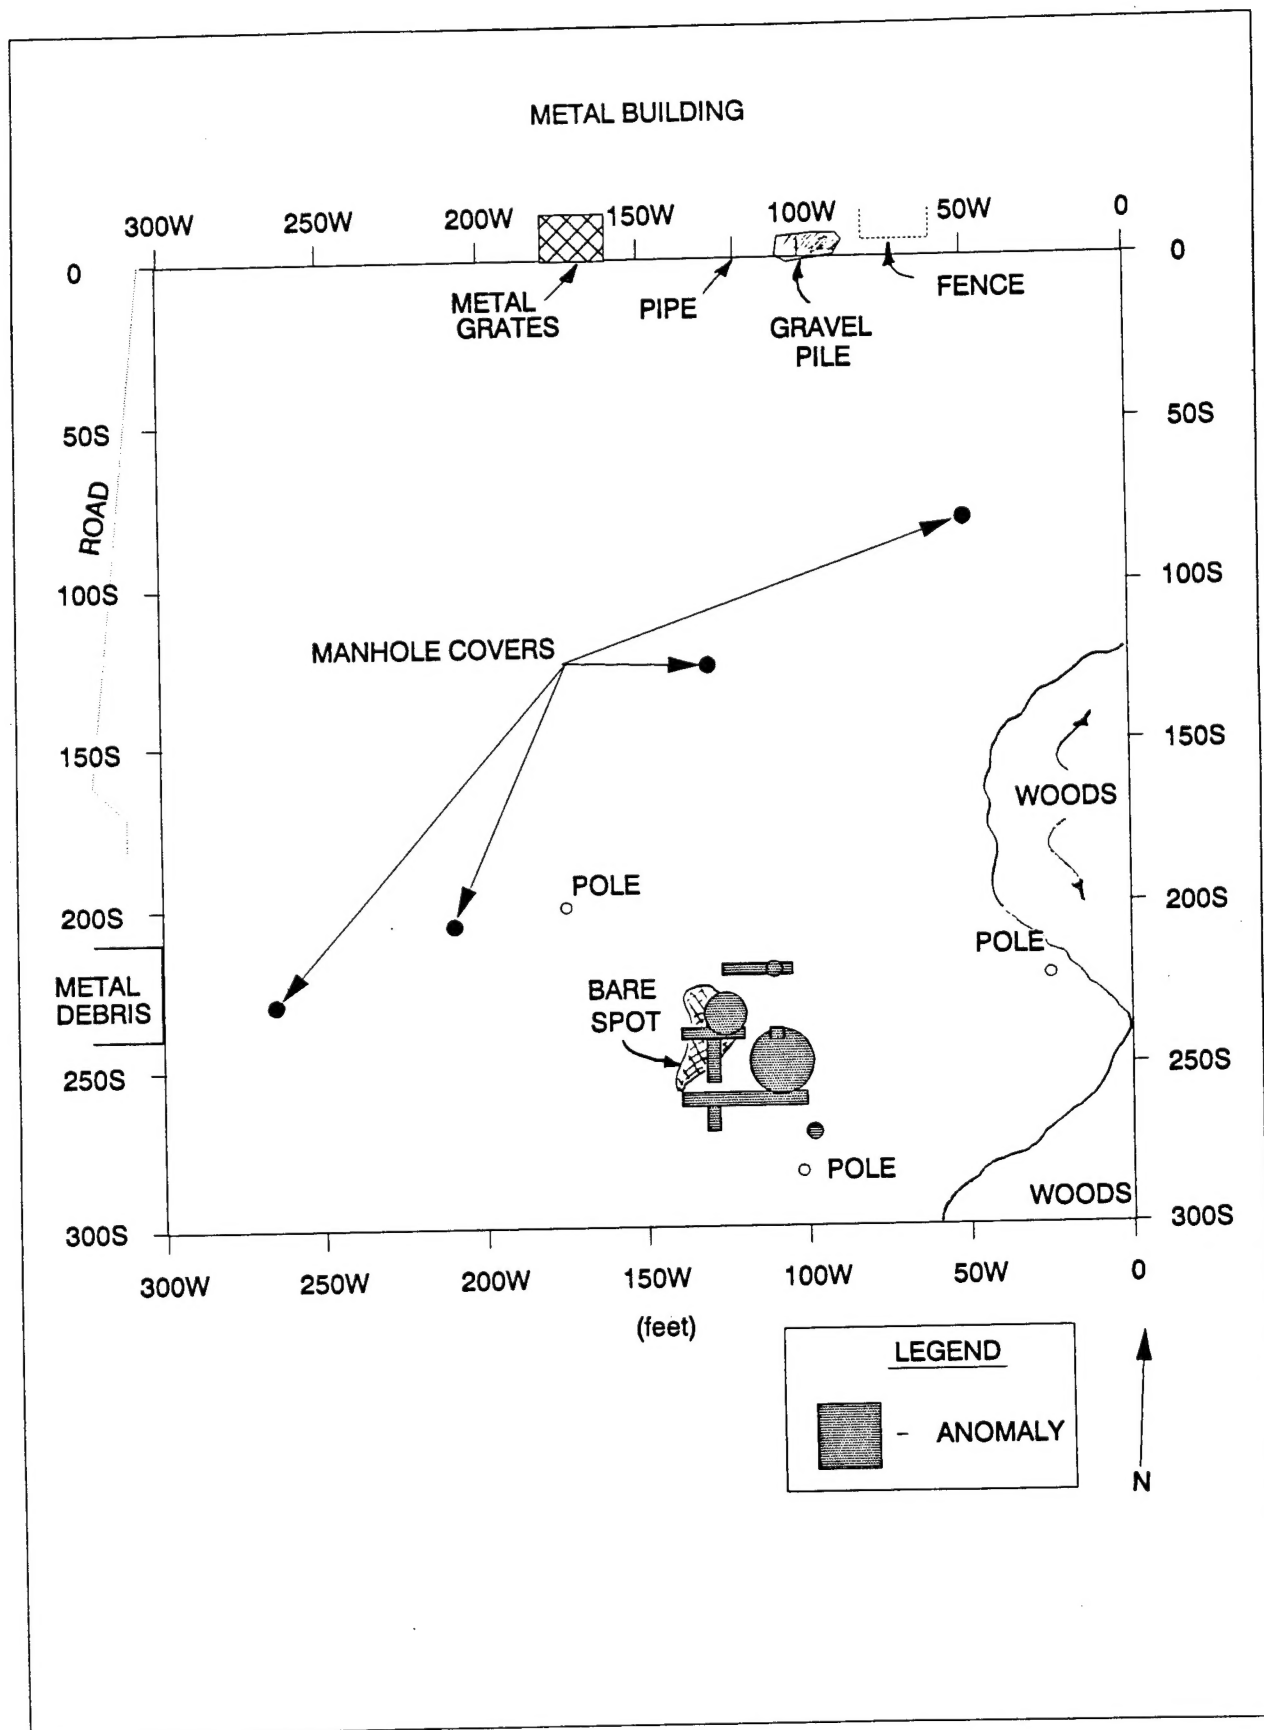 METAL BUILDING
300W 250W 200W 150W 100W 50W 0
0 0
METAL
GRATES
PIPE
GRAVEL
PILE
FENCE
50S 50S
ROAD
100S 100S
MANHOLE COVERS
150S 150S
WOODS
200S 200S
POLE
POLE
METAL
DEBRIS
BARE
SPOT
250S 250S
POLE
WOODS
300S 300S
300W 250W 200W 150W 100W 50W 0
(feet)
LEGEND
- ANOMALY
N